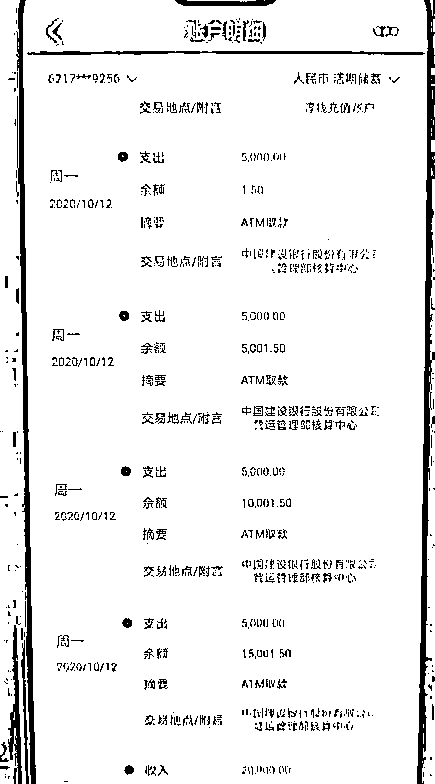 账户明细
6217***9250 人民币 活期储蓄
交易地点/附言
支出 5,000.00
周一
余额 1.50
2020/10/12
摘要 ATM取款
交易地点/附言 中国建设银行股份有限公司
管理部核算中心
支出 5,000.00
周一
余额 5,001.50
2020/10/12
摘要 ATM取款
交易地点/附言 中国建设银行股份有限公司
营运管理部核算中心
支出 5,000.00
周一
余额 10,001.50
2020/10/12
摘要 ATM取款
交易地点/附言 中国建设银行股份有限公司
营运管理部核算中心
支出 5,000.00
周一
余额 15,001.50
2020/10/12
摘要 ATM取款
交易地点/附言 中国建设银行股份有限
营运管理部核算中心
收入 20,000.00